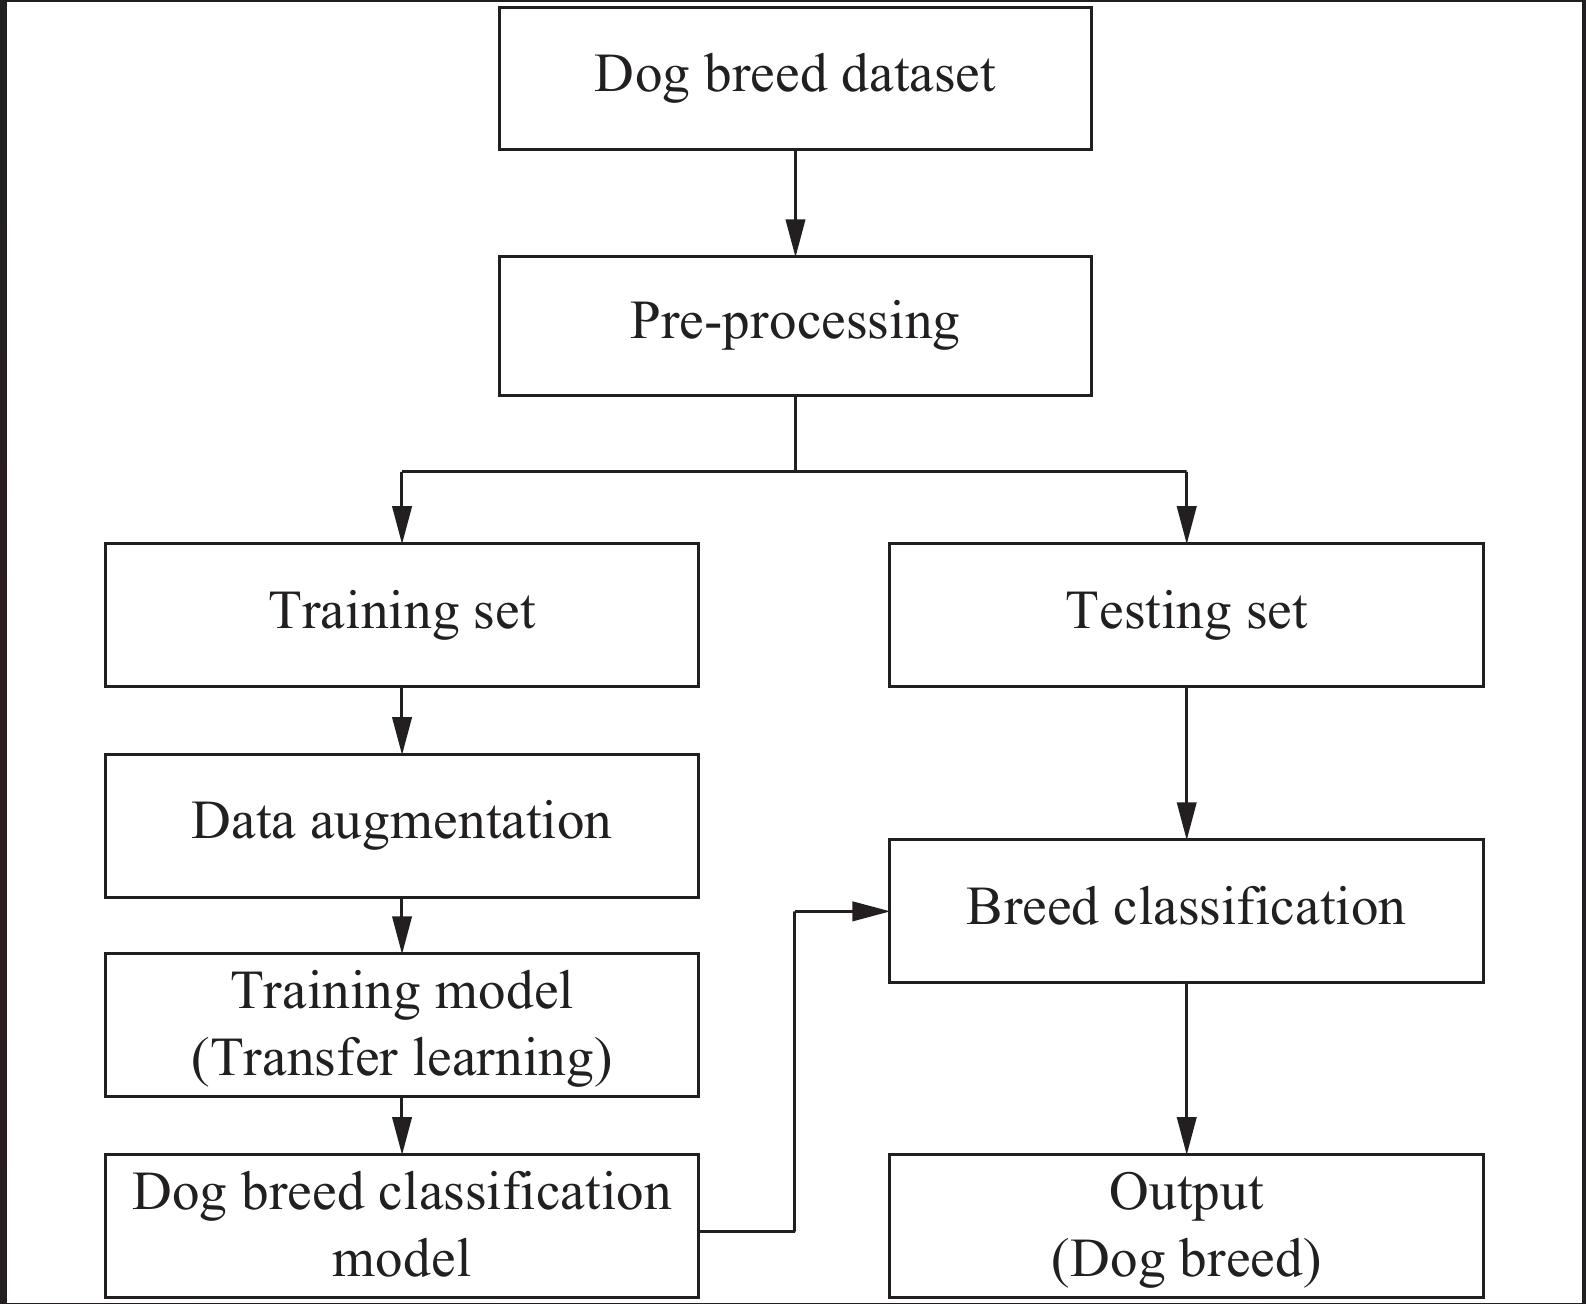 Dog breed dataset
Pre-processing
Training set
Testing set
Data augmentation
Breed classification
Training model
(Transfer learning)
Dog breed classification
model
Output
(Dog breed)